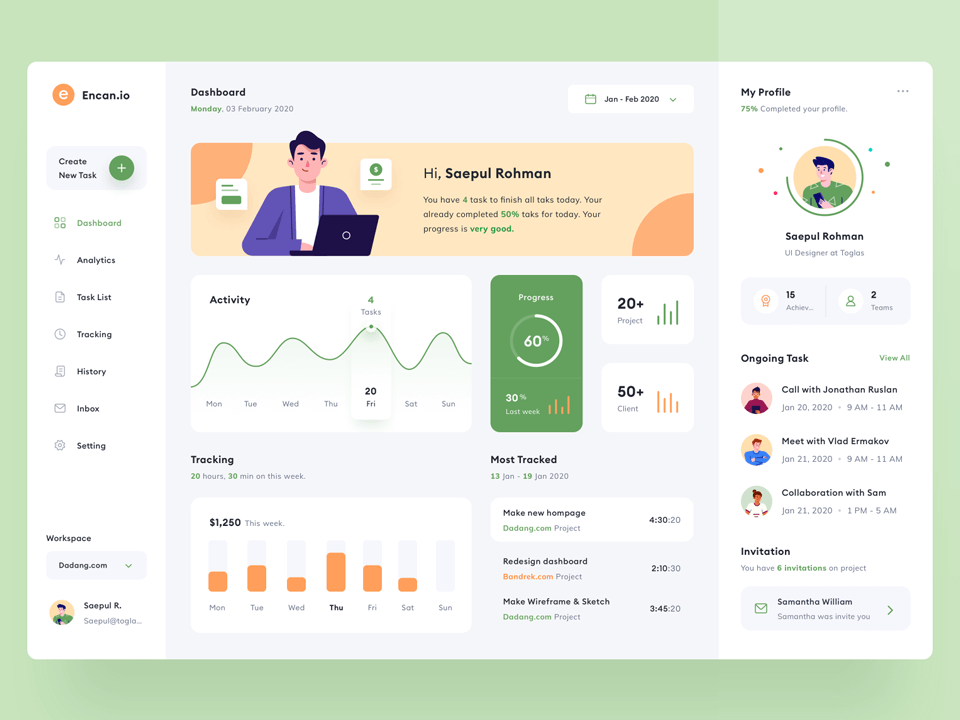 e Encan.io
Create
New Task
Dashboard
Analytics
Task List
Tracking
History
Inbox
Setting
Workspace
Dadang.com
Saepul R.
Saepul@togla...
Dashboard
Monday, 03 February 2020
Jan - Feb 2020
Hi, Saepul Rohman
You have 4 task to finish all taks today. Your
already completed 50% taks for today. Your
progress is very good.
Activity
4
Tasks
20
Mon Tue Wed Thu Fri Sat Sun
Progress
60%
30%
Last week
20+
Project
50+
Client
Tracking
20 hours, 30 min on this week.
$1,250 This week.
Mon Tue Wed Thu Fri Sat Sun
Most Tracked
13 Jan - 19 Jan 2020
Make new hompage
Dadang.com Project
4:30:20
Redesign dashboard
Bandrek.com Project
2:10:30
Make Wireframe & Sketch
Dadang.com Project
3:45:20
My Profile
75% Completed your profile.
Saepul Rohman
UI Designer at Toglas
15
Achiev...
2
Teams
Ongoing Task
View All
Call with Jonathan Ruslan
Jan 20, 2020 • 9 AM - 11 AM
Meet with Vlad Ermakov
Jan 21, 2020 • 9 AM - 11 AM
Collaboration with Sam
Jan 21, 2020 • 1 PM - 5 AM
Invitation
You have 6 invitations on project
Samantha William
Samantha was invite you